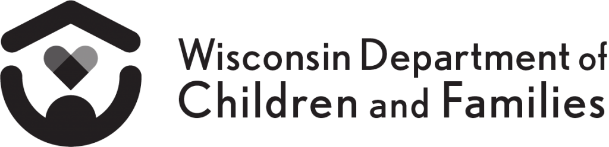 Wisconsin Department of
Children and Families